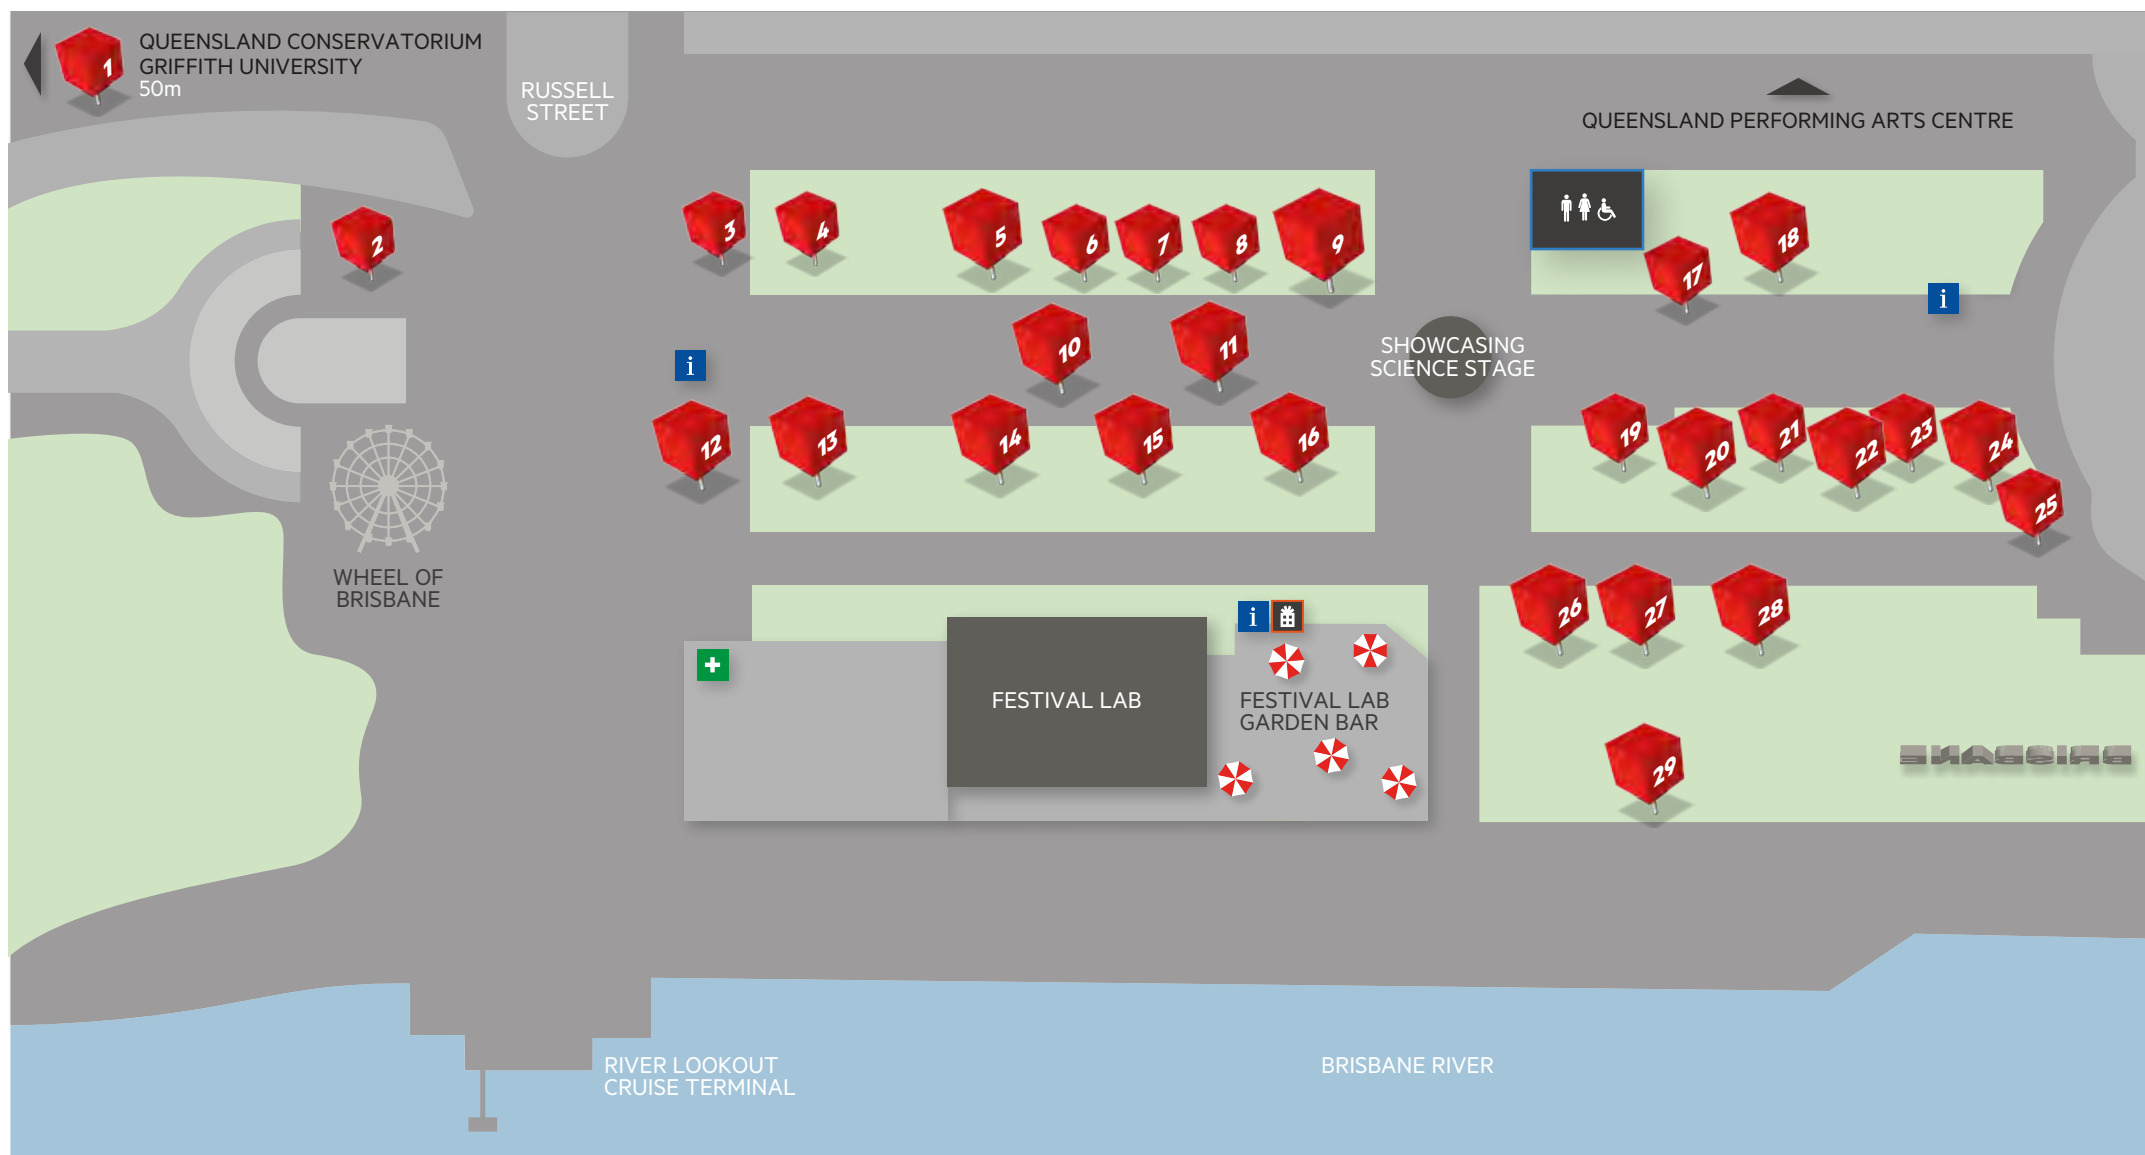 1
QUEENSLAND CONSERVATORIUM
GRIFFITH UNIVERSITY
50m
RUSSELL
STREET
QUEENSLAND PERFORMING ARTS CENTRE
2
3
4
5
6
7
8
9
17
18
i
10
11
SHOWCASING
SCIENCE STAGE
i
12
13
14
15
16
19
20
21
22
23
24
25
WHEEL OF
BRISBANE
26
27
28
i
FESTIVAL LAB
FESTIVAL LAB
GARDEN BAR
29
BRISBANE
RIVER LOOKOUT
CRUISE TERMINAL
BRISBANE RIVER